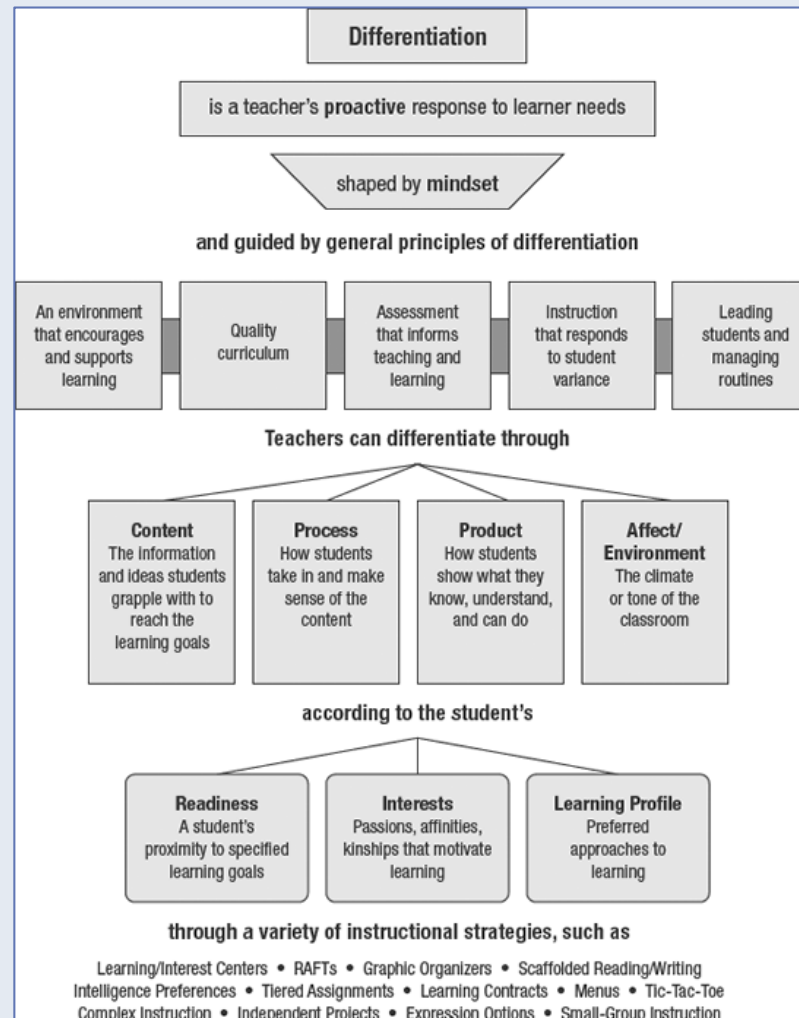 Differentiation
is a teacher's proactive response to learner needs
shaped by mindset
and guided by general principles of differentiation
An environment
that encourages
and supports
learning
Quality
curriculum
Assessment
that informs
teaching and
learning
Instruction
that responds
to student
variance
Leading
students and
managing
routines
Teachers can differentiate through
Content
The information
and ideas students
grapple with to
reach the
learning goals
Process
How students
take in and make
sense of the
content
Product
How students
show what they
know, understand,
and can do
Affect/
Environment
The climate
or tone of the
classroom
according to the student's
Readiness
A student's
proximity to specified
learning goals
Interests
Passions, affinities,
kinships that motivate
learning
Learning Profile
Preferred
approaches to
learning
through a variety of instructional strategies, such as
Learning/Interest Centers • RAFTs • Graphic Organizers • Scaffolded Reading/Writing
Intelligence Preferences • Tiered Assignments • Learning Contracts • Menus • Tic-Tac-Toe
Complex Instruction • Independent Projects • Expression Options • Small-Group Instruction